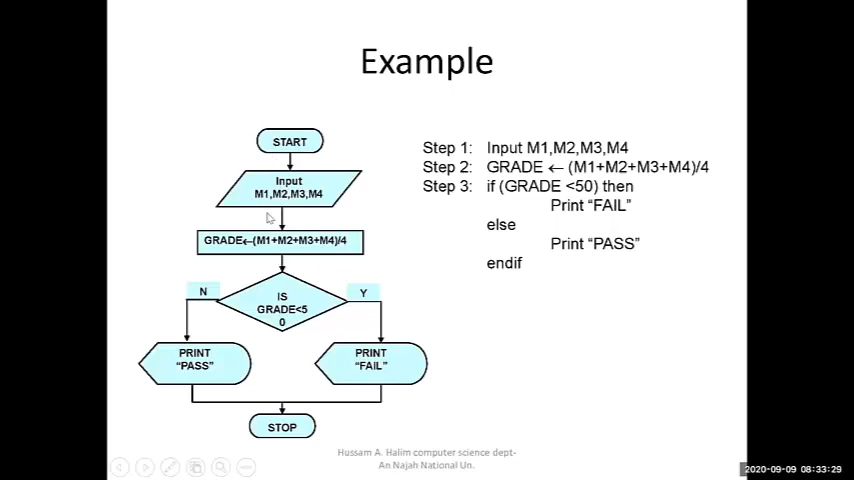 Example
START
Input
M1,M2,M3,M4
GRADE←(M1+M2+M3+M4)/4
N
IS
GRADE<5
0
Y
PRINT
“PASS”
PRINT
“FAIL”
STOP
Step 1: Input M1,M2,M3,M4
Step 2: GRADE ← (M1+M2+M3+M4)/4
Step 3: if (GRADE <50) then
Print “FAIL”
else
Print “PASS”
endif
Hussam A. Halim computer science dept-
An Najah National Un.
2020-09-09 08:33:29